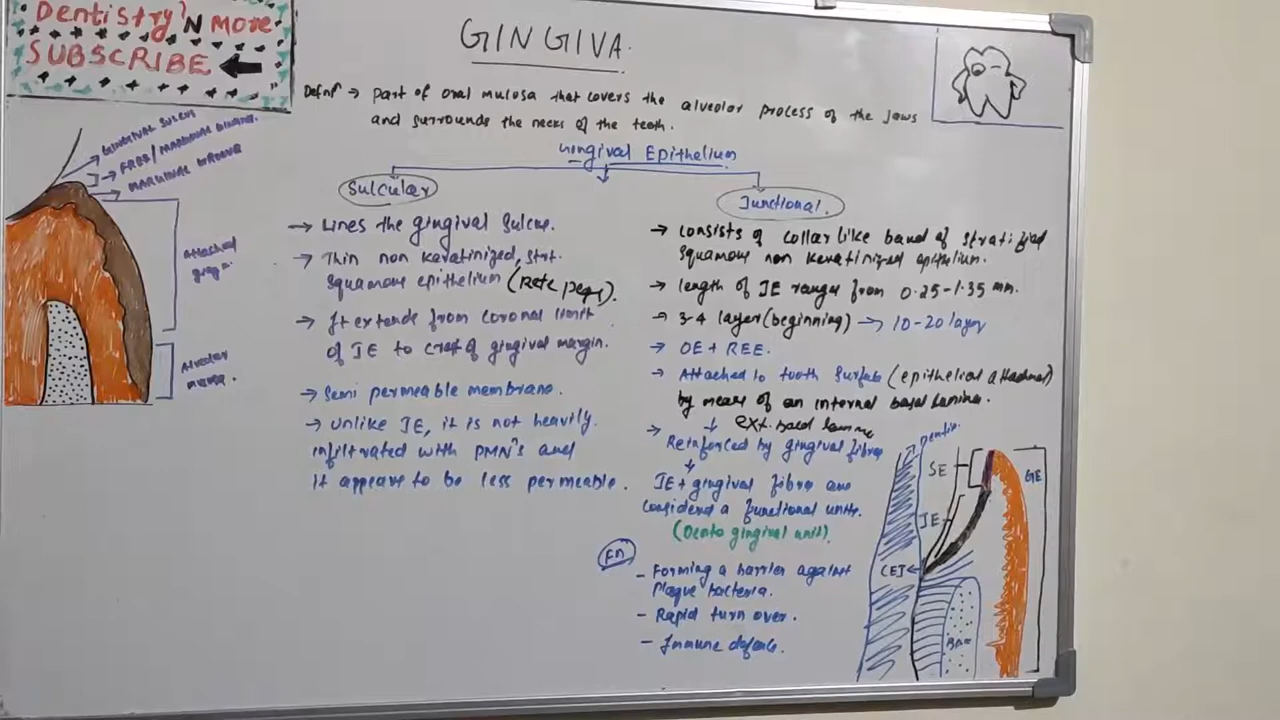 Dentistry'N more
SUBSCRIBE
GINGIVA
Defnⁿ → part of oral mulosa that covers the alveolar process of the jaws
and surrounds the necks of the teeth.
Gingival Epithelium
GINGIVAL SULCUS
FREE/MARGINAL GINGIVA.
MARGINAL GROOVE
Attached
Alveolar
Sulcular
→ Lines the gingival Sulcus.
→ Thin non keratinized, strt.
squamous epithelium (Rete pegs).
→ It extends from coronal limit
of JE to crest of gingival margin.
→ Semi permeable membrane.
→ Unlike JE, it is not heavily
infiltrated with PMN's and
it appears to be less permeable.
Junctional.
→ consists of collar like band of stratified
squamous non keratinized epithelium.
→ length of JE ranges from 0.25-1.35 mm.
→ 3-4 layer (beginning) → 10-20 layer
→ OE + REE.
→ Attached to tooth surface (epithelial attachment)
by means of an internal basal lamina.
↓ ext. basal lamina
→ Reinforced by gingival fibres
↓
JE + gingival fibres are
considered a functional units.
(Dento gingival unit)
Fn
- Forming a barrier against
plaque bacteria.
- Rapid turn over.
- Immune defence.
Dentin.
SE
GE
JE
CEJ←